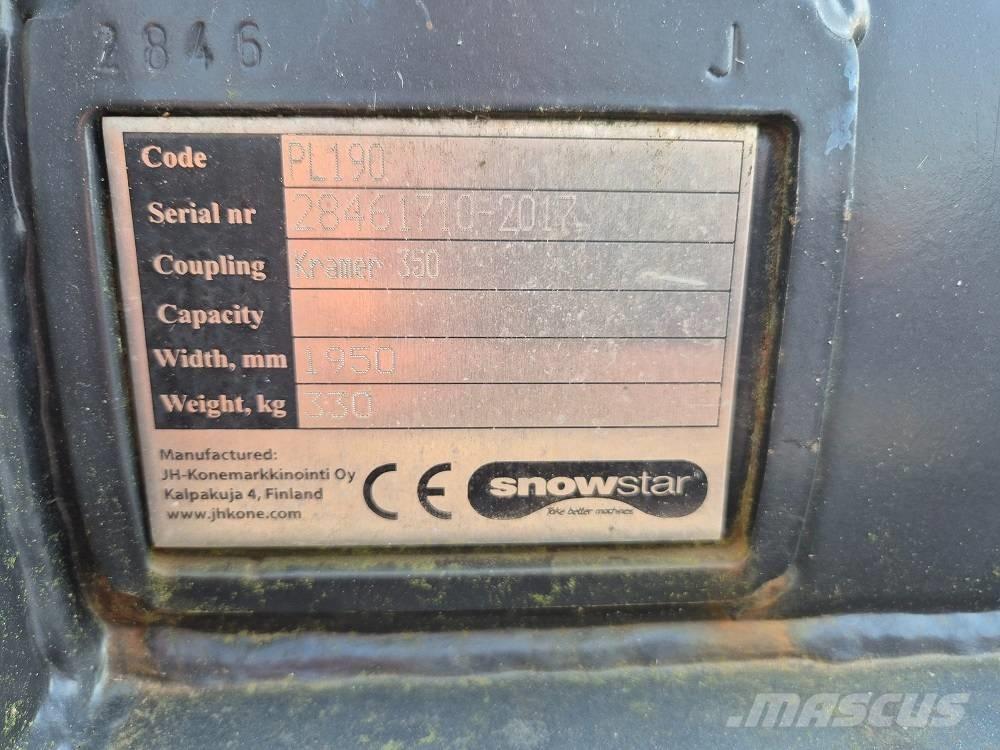 2846 J
Code PL190
Serial nr 28461710-2017
Coupling Kramer 350
Capacity
Width, mm 1950
Weight, kg 330
Manufactured:
JH-Konemarkkinointi Oy
Kalpakuja 4, Finland
www.jhkone.com
CE
snowstar
Take better machines
MASCUS